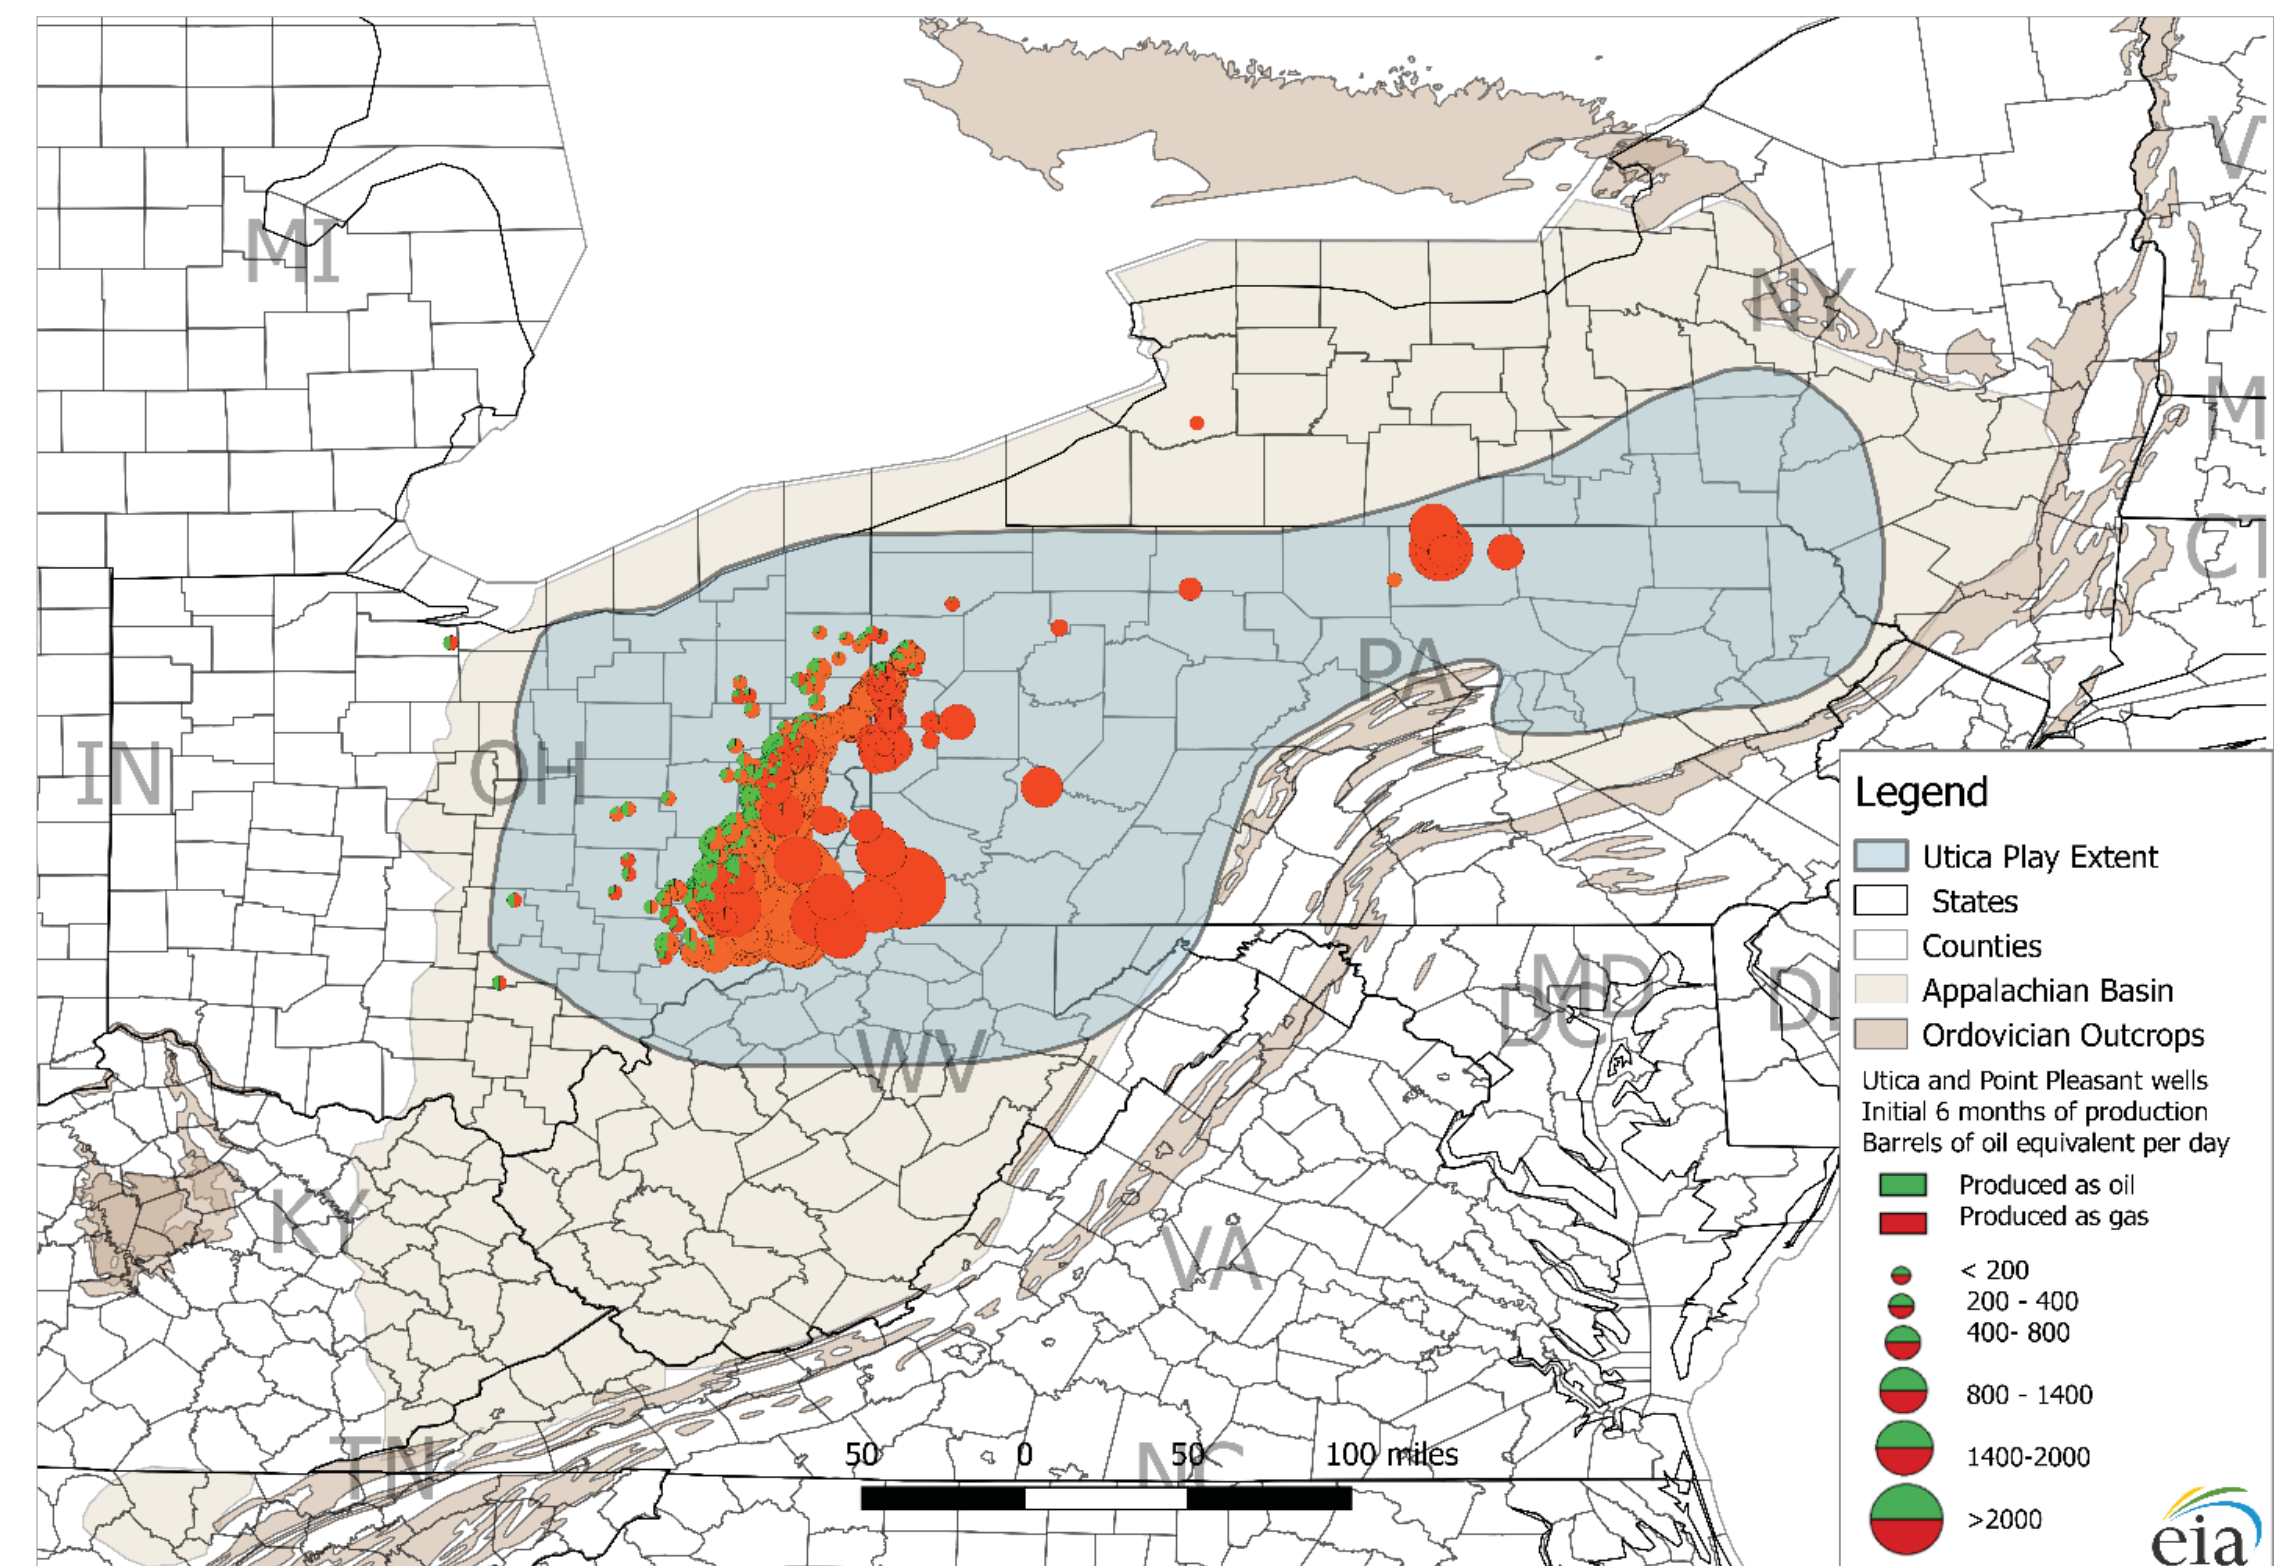 MI
V
NY
M
CT
PA
IN
OH
MD
DC
D
WV
KY
VA
TN
NC
50 0 50 100 miles
Legend
Utica Play Extent
States
Counties
Appalachian Basin
Ordovician Outcrops
Utica and Point Pleasant wells
Initial 6 months of production
Barrels of oil equivalent per day
Produced as oil
Produced as gas
< 200
200 - 400
400- 800
800 - 1400
1400-2000
>2000
eia